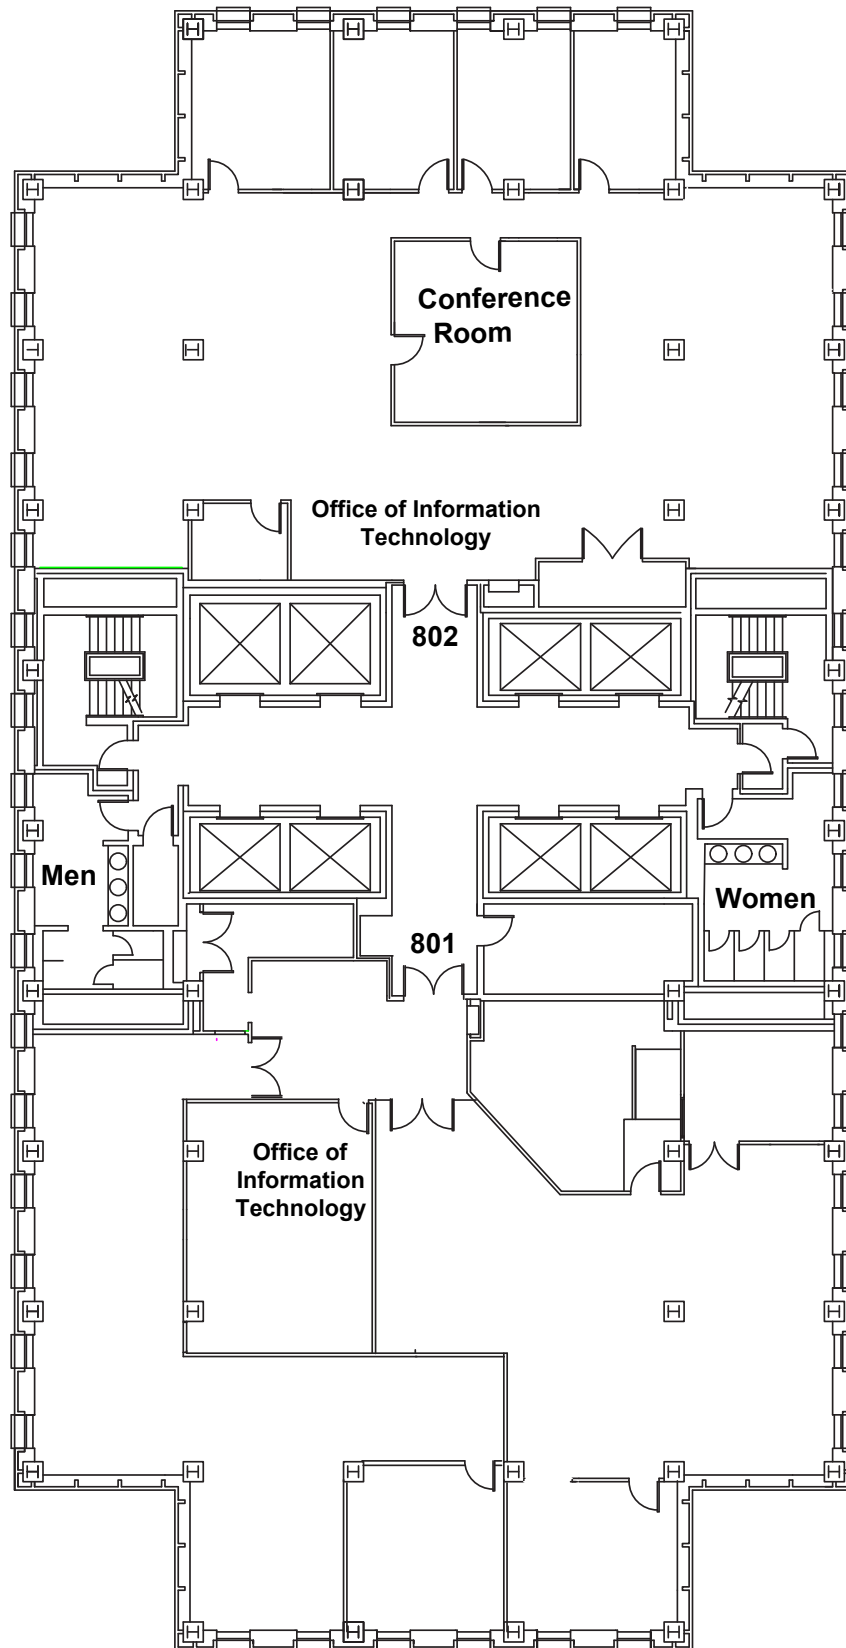 Conference
Room
Office of Information
Technology
802
Men
Women
801
Office of
Information
Technology